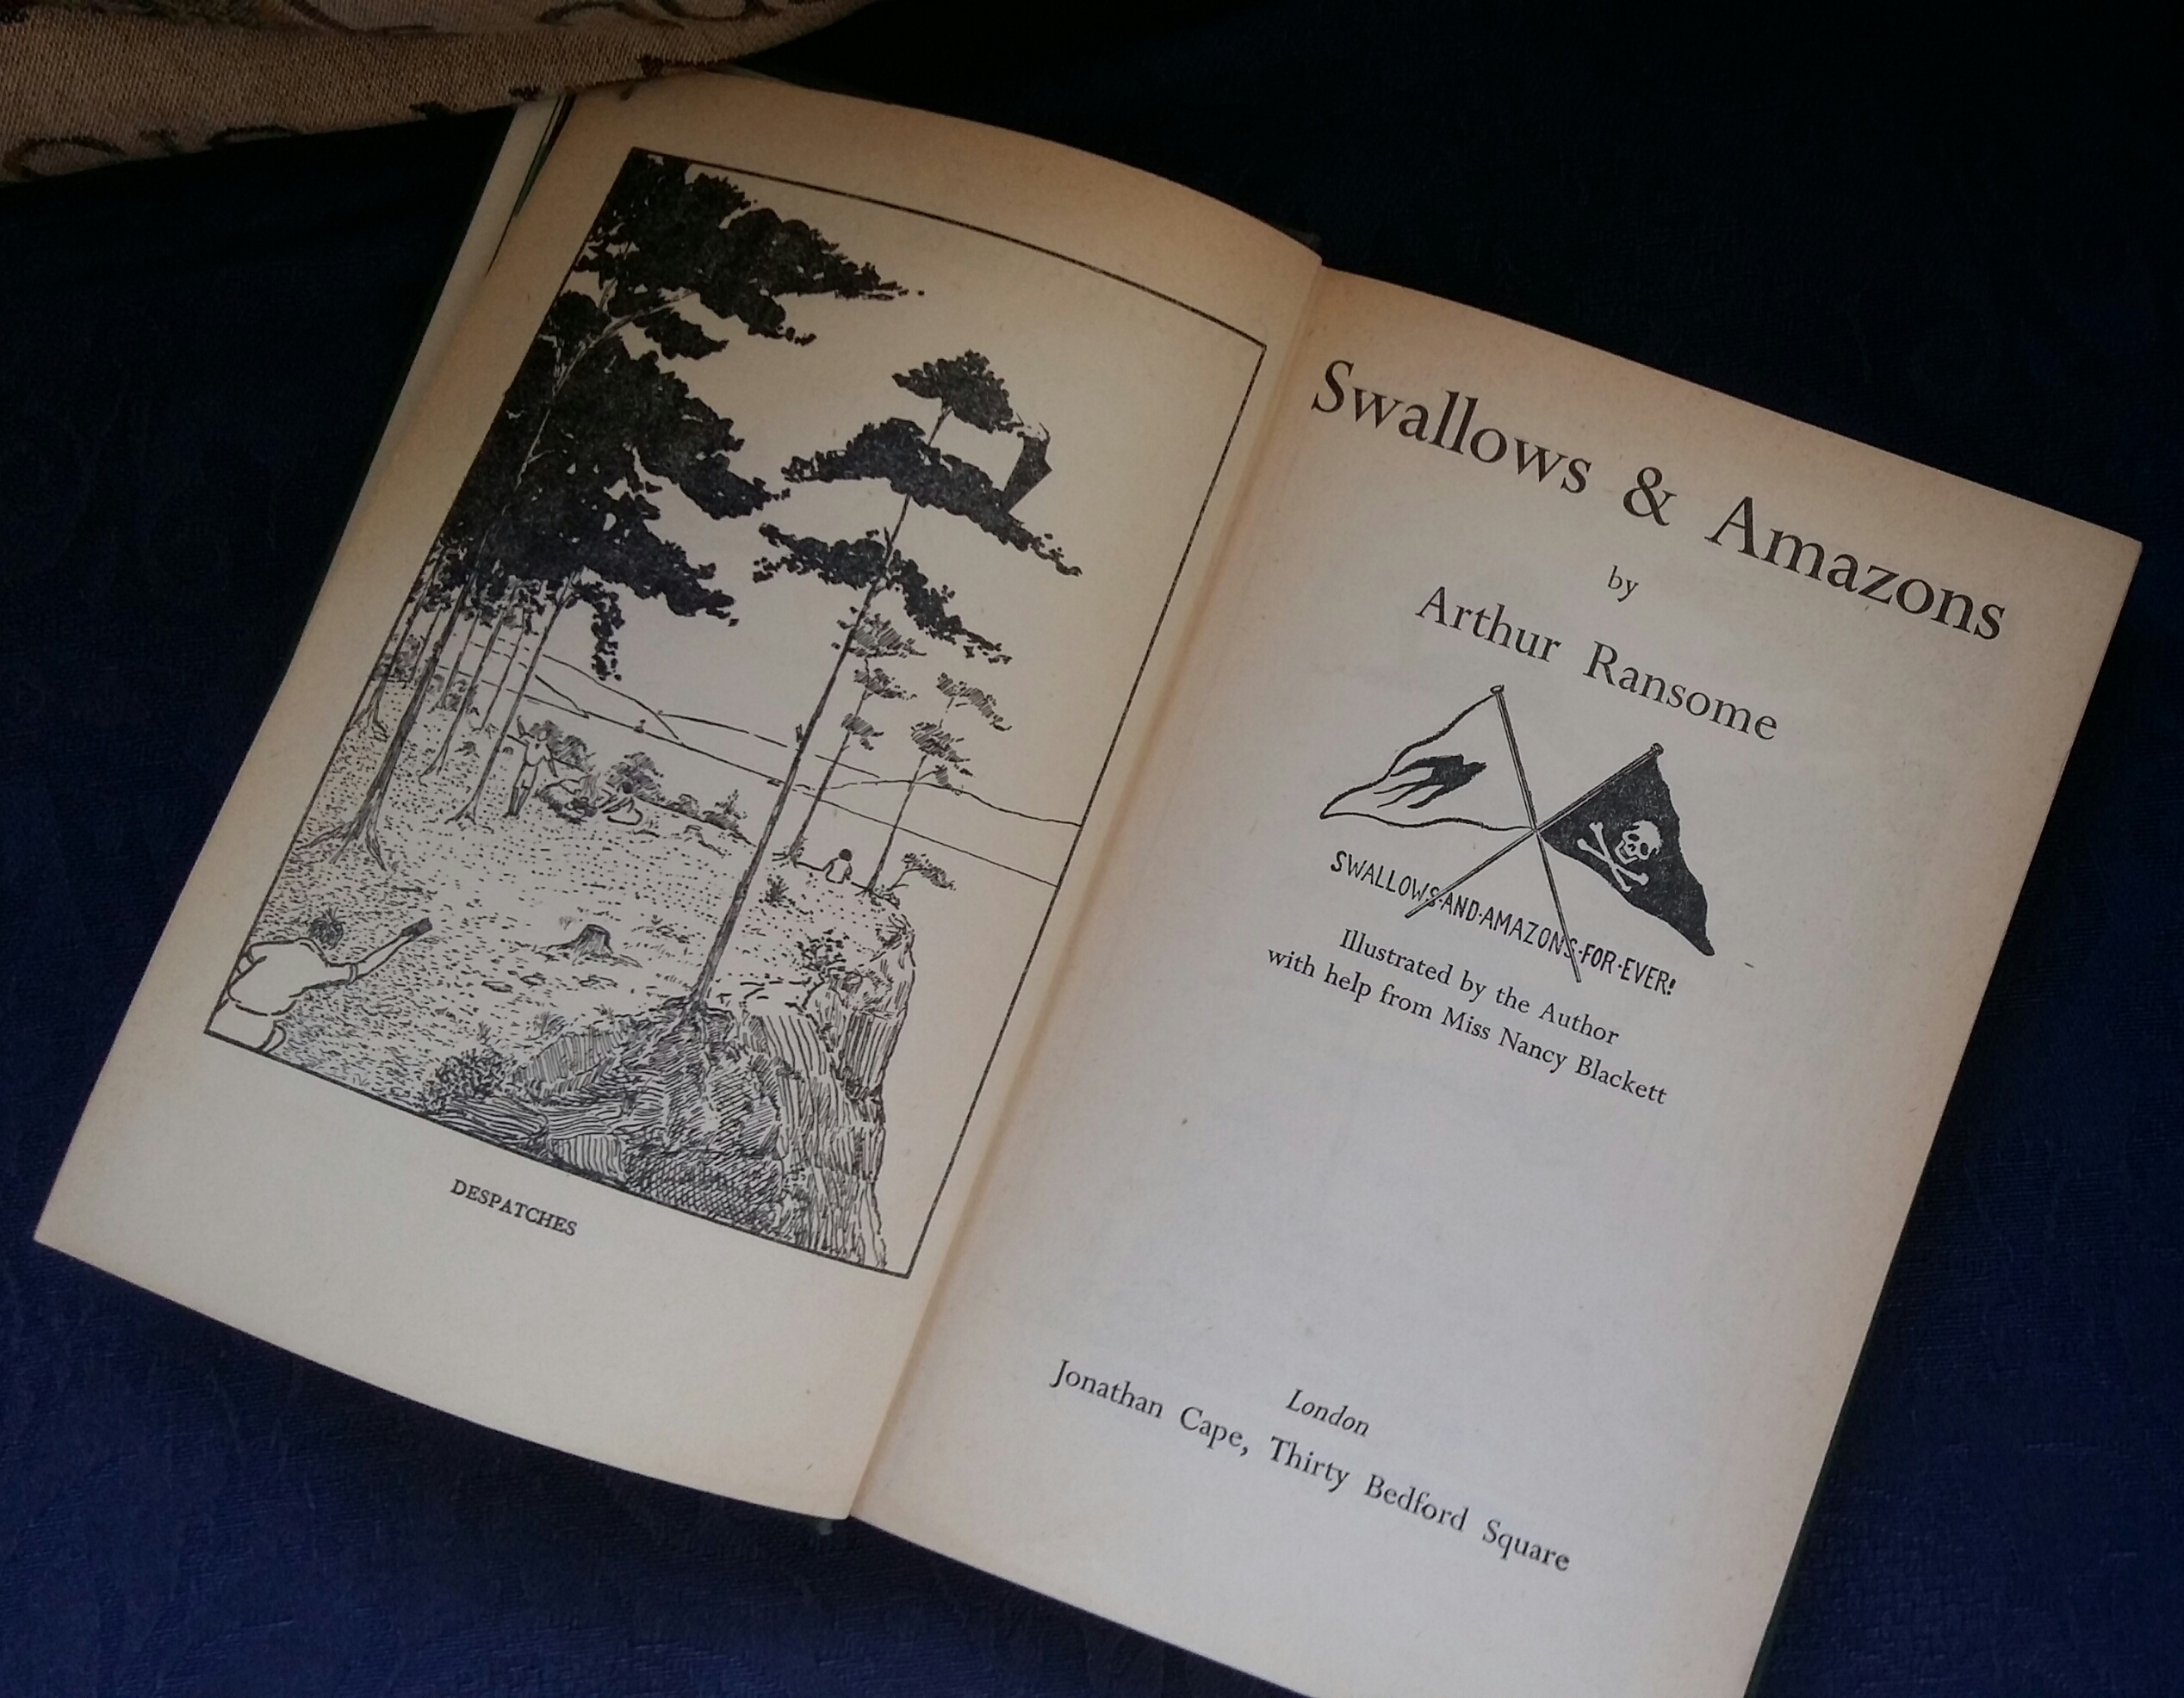 DESPATCHES
Swallows & Amazons
by
Arthur Ransome
SWALLOWS·AND·AMAZONS·FOR·EVER!
Illustrated by the Author
with help from Miss Nancy Blackett
London
Jonathan Cape, Thirty Bedford Square